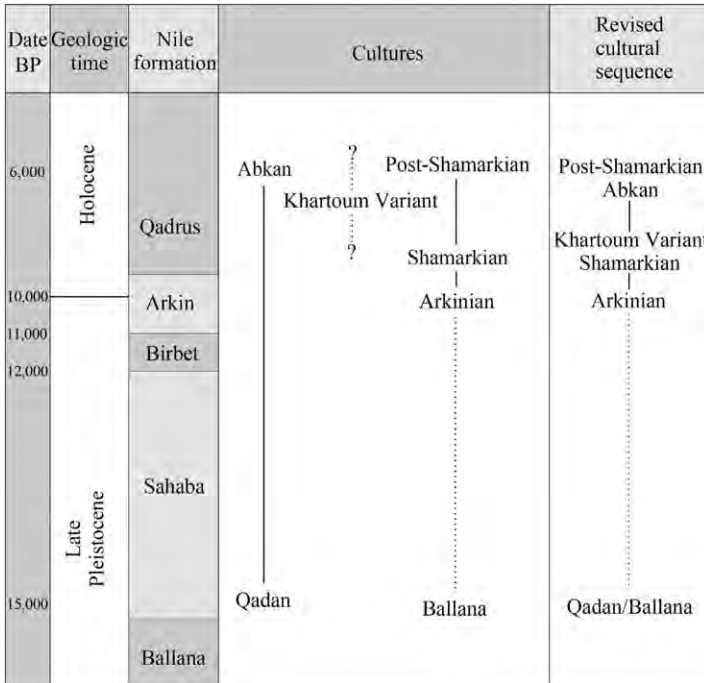 Date
BP
Geologic
time
Nile
formation
Cultures
Revised
cultural
sequence
6,000
10,000
11,000
12,000
15,000
Holocene
Late
Pleistocene
Qadrus
Arkin
Birbet
Sahaba
Ballana
Abkan
Qadan
?
Khartoum Variant
?
Post-Shamarkian
Shamarkian
Arkinian
Ballana
Post-Shamarkian
Abkan
Khartoum Variant
Shamarkian
Arkinian
Qadan/Ballana